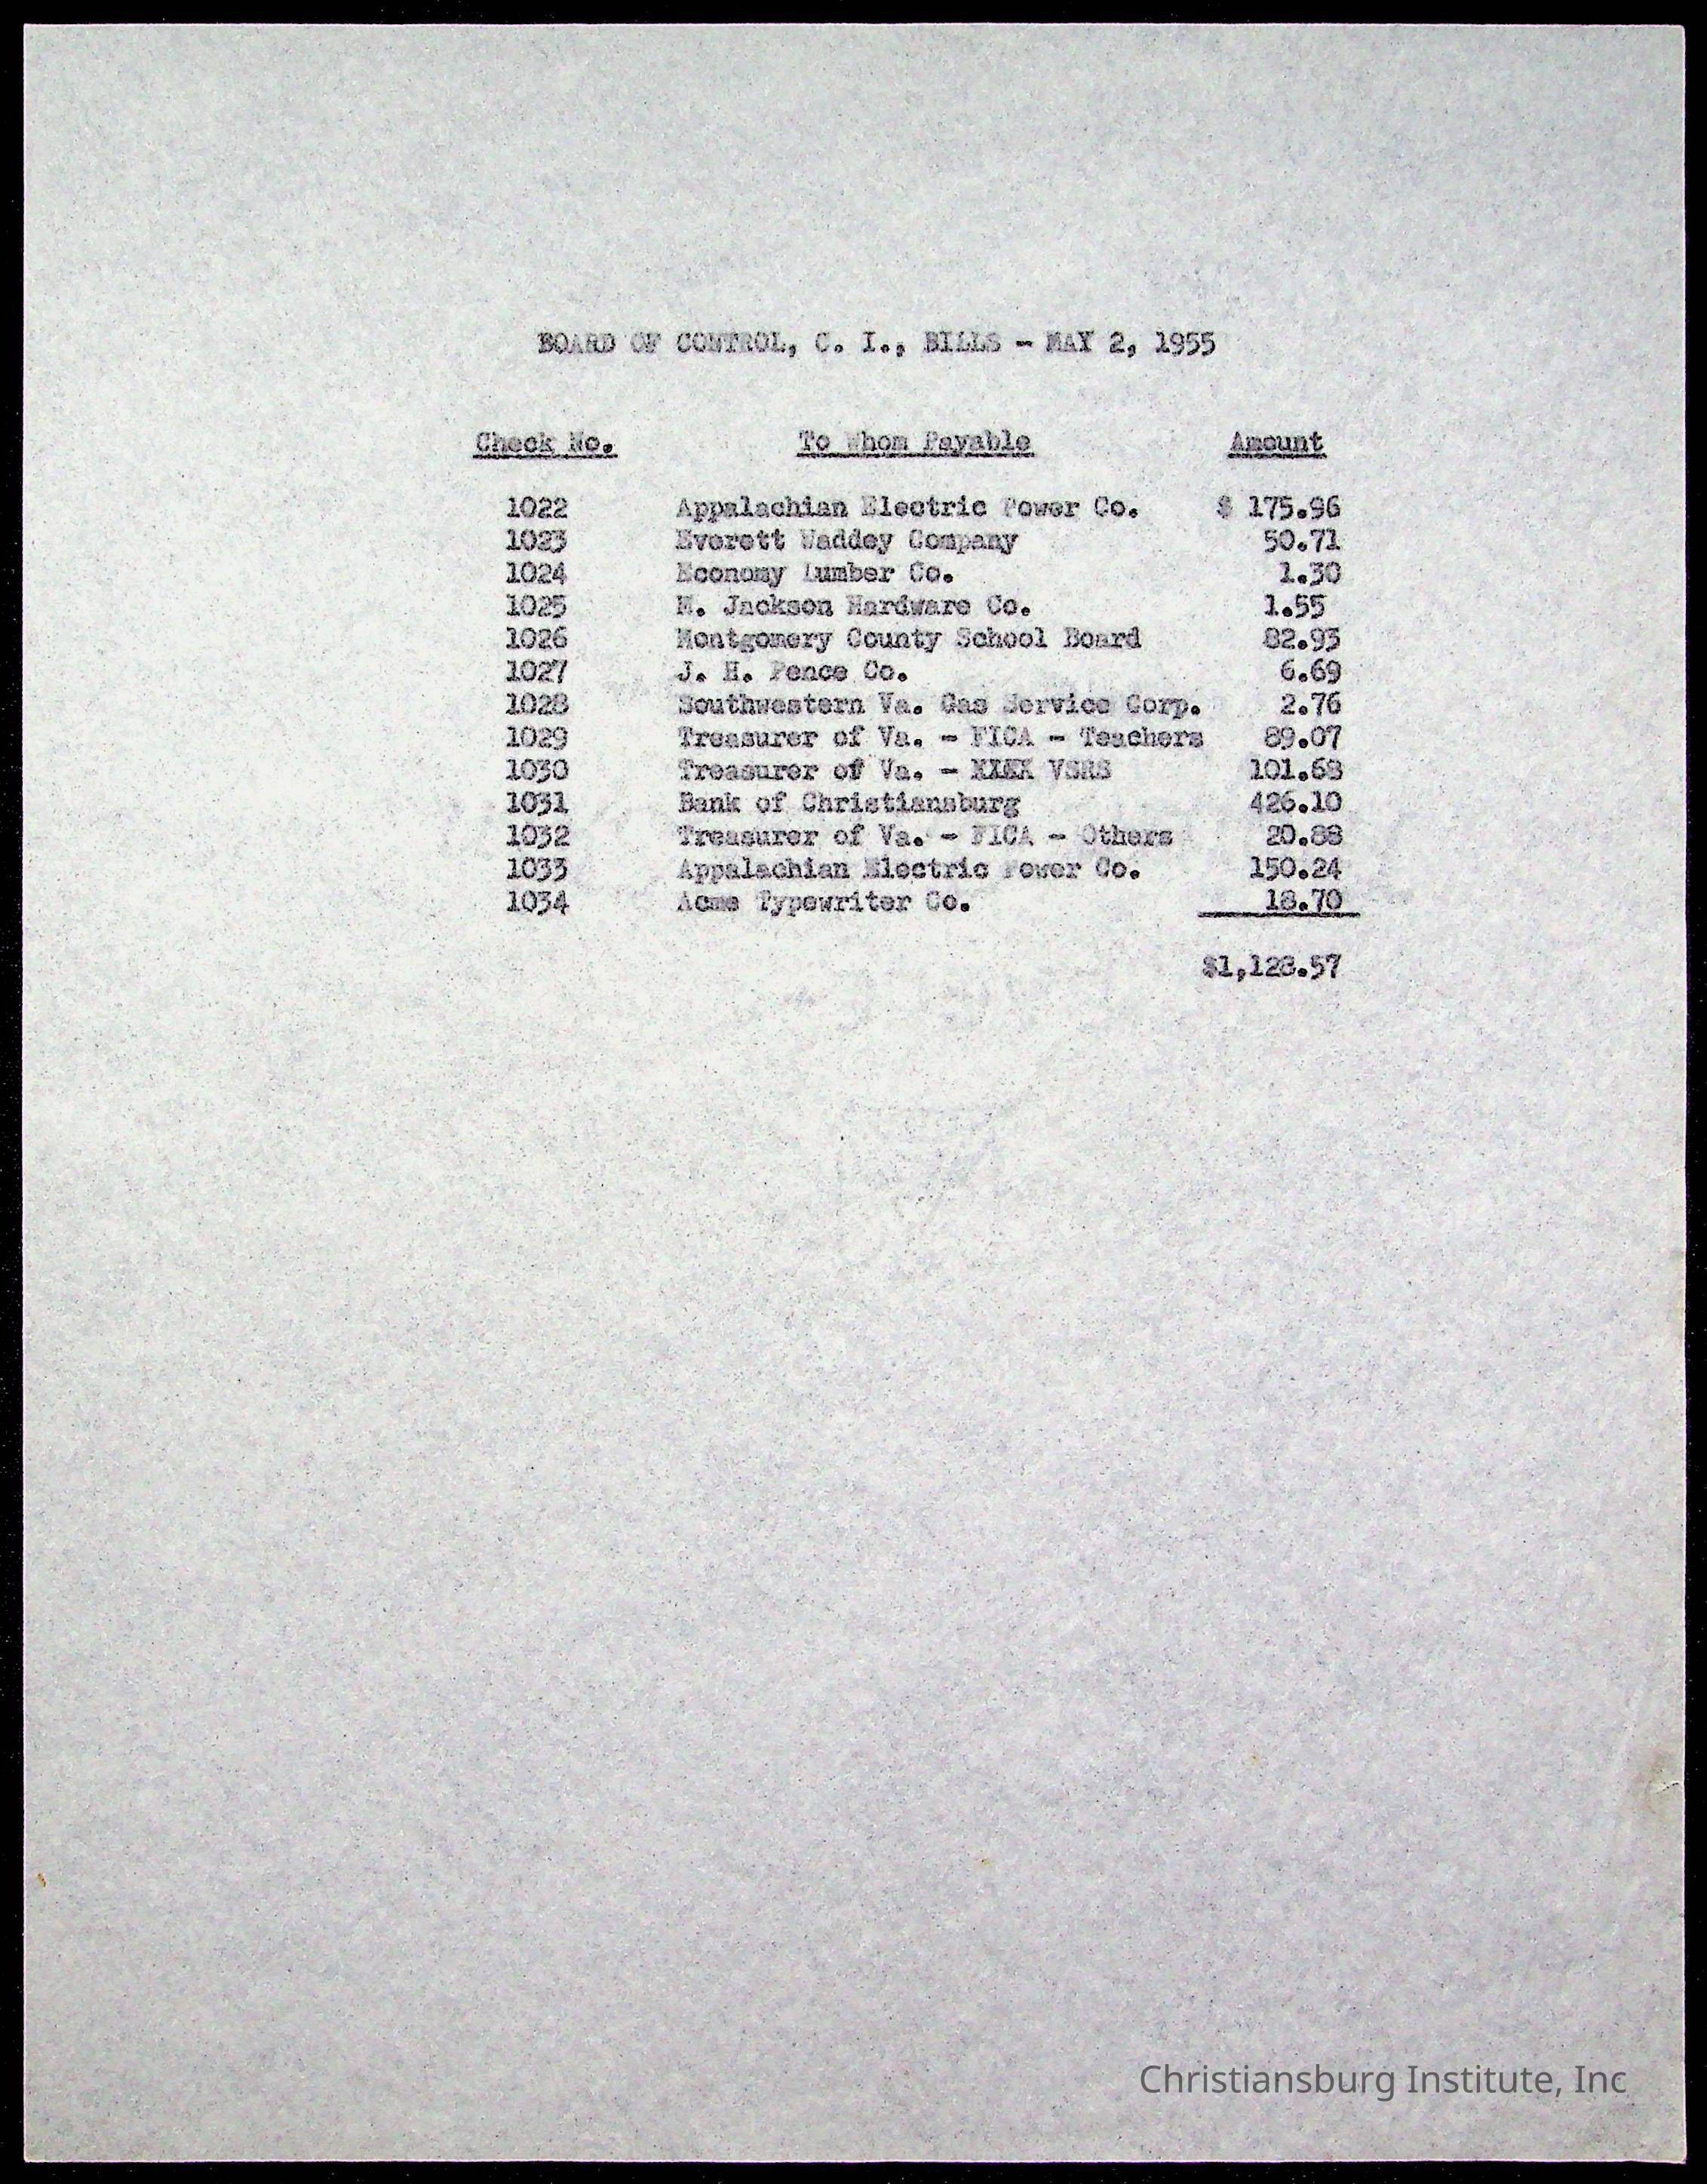 BOARD OF CONTROL, C. I., BILLS - MAY 2, 1955
Check No. To Whom Payable Amount
1022 Appalachian Electric Power Co. $ 175.96
1023 Everett Waddey Company 50.71
1024 Economy Lumber Co. 1.30
1025 M. Jackson Hardware Co. 1.55
1026 Montgomery County School Board 82.93
1027 J. H. Pence Co. 6.69
1028 Southwestern Va. Gas Service Corp. 2.76
1029 Treasurer of Va. - FICA - Teachers 89.07
1030 Treasurer of Va. - VSRS 101.68
1031 Bank of Christiansburg 426.10
1032 Treasurer of Va. - FICA - Others 20.88
1033 Appalachian Electric Power Co. 150.24
1034 Acme Typewriter Co. 18.70
$1,128.57
Christiansburg Institute, Inc